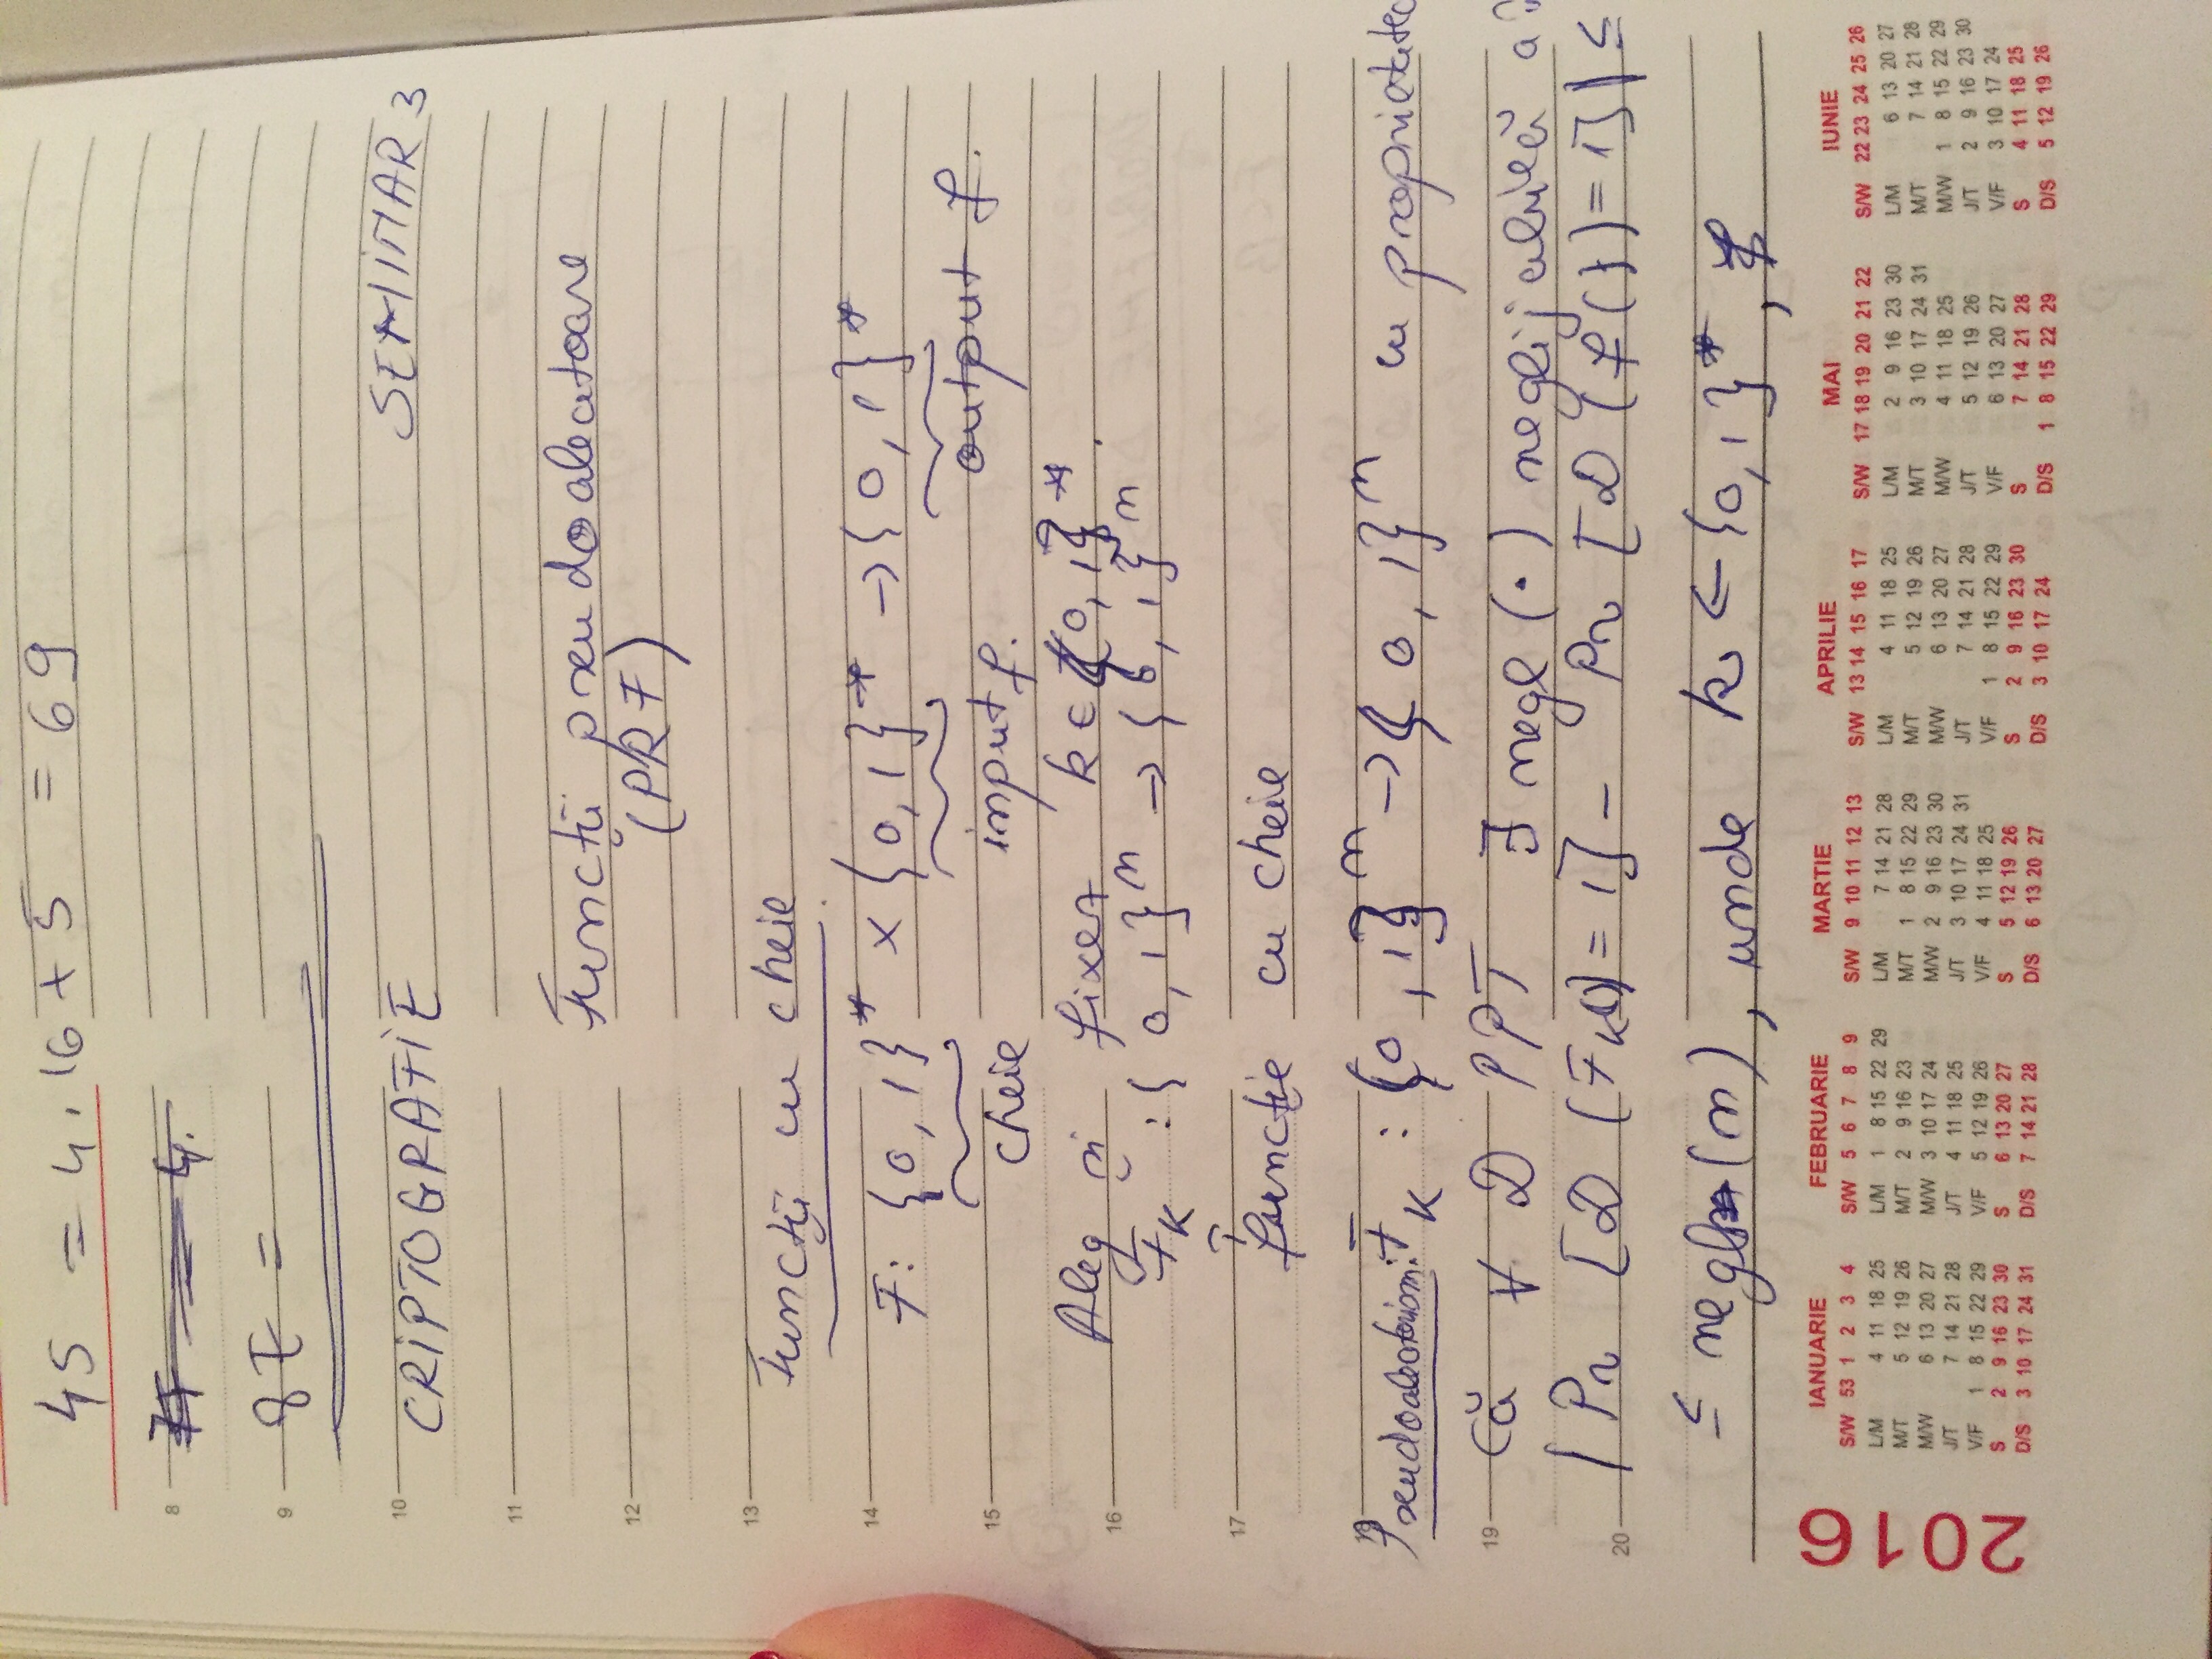 45 = 4.16 + 5 = 69
8
4.
9
8E =
10
CRIPTOGRAFIE SEMINAR 3
11
Funcții pseudoaleatoare
12
(PRF)
13
Funcții cu cheie
14
F: {0, 1}* × {0, 1}* → {0, 1}*
15
cheie input f. output f.
Aleg și fixez k ∈ {0, 1}*.
16
F_K : {0, 1}^n → {0, 1}^n
↑
17
funcție cu cheie
Pseudoaleatorism: F_K : {0, 1}^n → {0, 1}^n cu proprietatea
19
că ∀ D PPT ∃ negl (·) neglijabilă a.î
| Pr [D (F_K()) = 1] - Pr [D (f()) = 1] | ≤
20
≤ negl (n), unde k ← {0, 1}*, f
2016
IANUARIE
S/W 53 1 2 3 4
L/M 4 11 18 25
M/T 5 12 19 26
M/W 6 13 20 27
J/T 7 14 21 28
V/F 1 8 15 22 29
S 2 9 16 23 30
D/S 3 10 17 24 31
FEBRUARIE
S/W 5 6 7 8 9
L/M 1 8 15 22 29
M/T 2 9 16 23
M/W 3 10 17 24
J/T 4 11 18 25
V/F 5 12 19 26
S 6 13 20 27
D/S 7 14 21 28
MARTIE
S/W 9 10 11 12 13
L/M 7 14 21 28
M/T 1 8 15 22 29
M/W 2 9 16 23 30
J/T 3 10 17 24 31
V/F 4 11 18 25
S 5 12 19 26
D/S 6 13 20 27
APRILIE
S/W 13 14 15 16 17
L/M 4 11 18 25
M/T 5 12 19 26
M/W 6 13 20 27
J/T 7 14 21 28
V/F 1 8 15 22 29
S 2 9 16 23 30
D/S 3 10 17 24
MAI
S/W 17 18 19 20 21 22
L/M 2 9 16 23 30
M/T 3 10 17 24 31
M/W 4 11 18 25
J/T 5 12 19 26
V/F 6 13 20 27
S 7 14 21 28
D/S 1 8 15 22 29
IUNIE
S/W 22 23 24 25 26
L/M 6 13 20 27
M/T 7 14 21 28
M/W 1 8 15 22 29
J/T 2 9 16 23 30
V/F 3 10 17 24
S 4 11 18 25
D/S 5 12 19 26